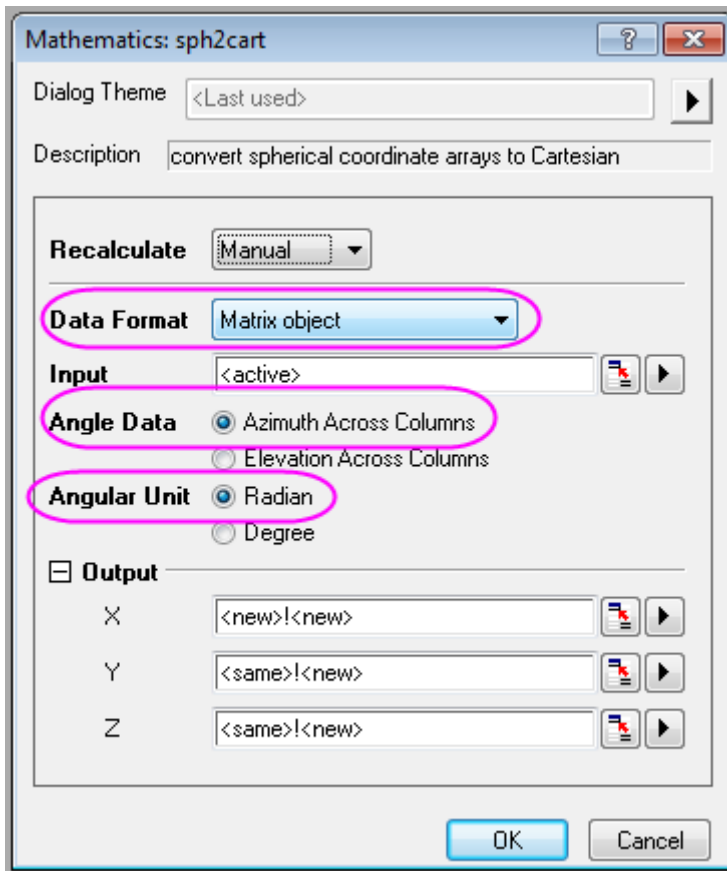 Mathematics: sph2cart
Dialog Theme <Last used>
Description convert spherical coordinate arrays to Cartesian
Recalculate Manual
Data Format Matrix object
Input <active>
Angle Data Azimuth Across Columns
Elevation Across Columns
Angular Unit Radian
Degree
Output
X <new>!<new>
Y <same>!<new>
Z <same>!<new>
OK Cancel